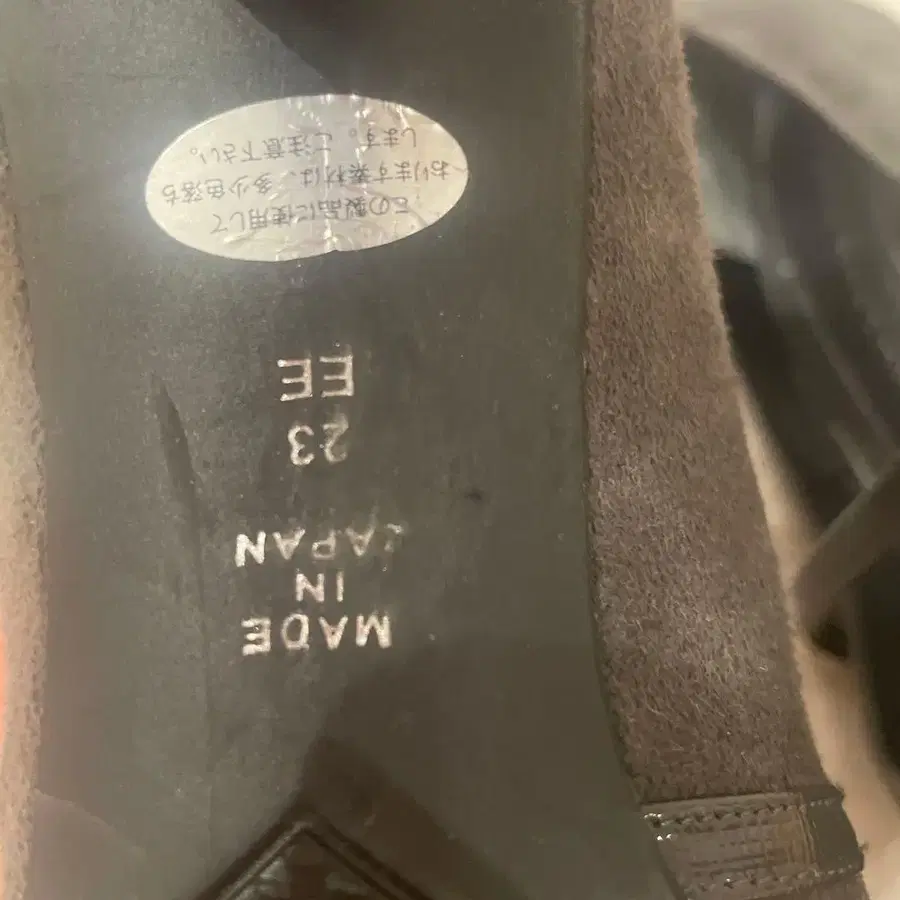 この製品に使用して
おります素材は、多少色落ち
します。ご注意下さい。
MADE
IN
JAPAN
23
EE